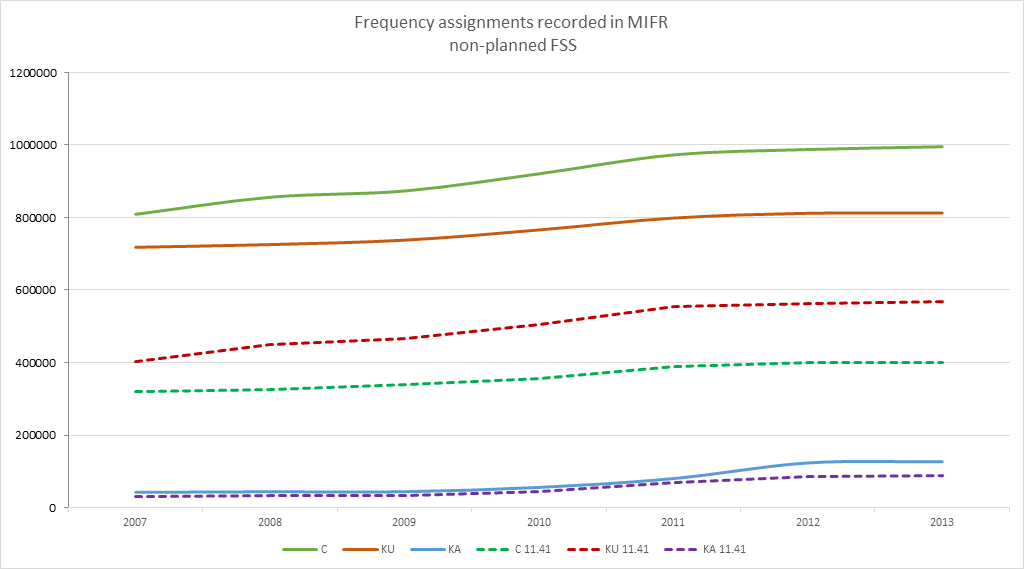 Frequency assignments recorded in MIFR
non-planned FSS
1200000
1000000
800000
600000
400000
200000
0
2007 2008 2009 2010 2011 2012 2013
C KU KA C 11.41 KU 11.41 KA 11.41